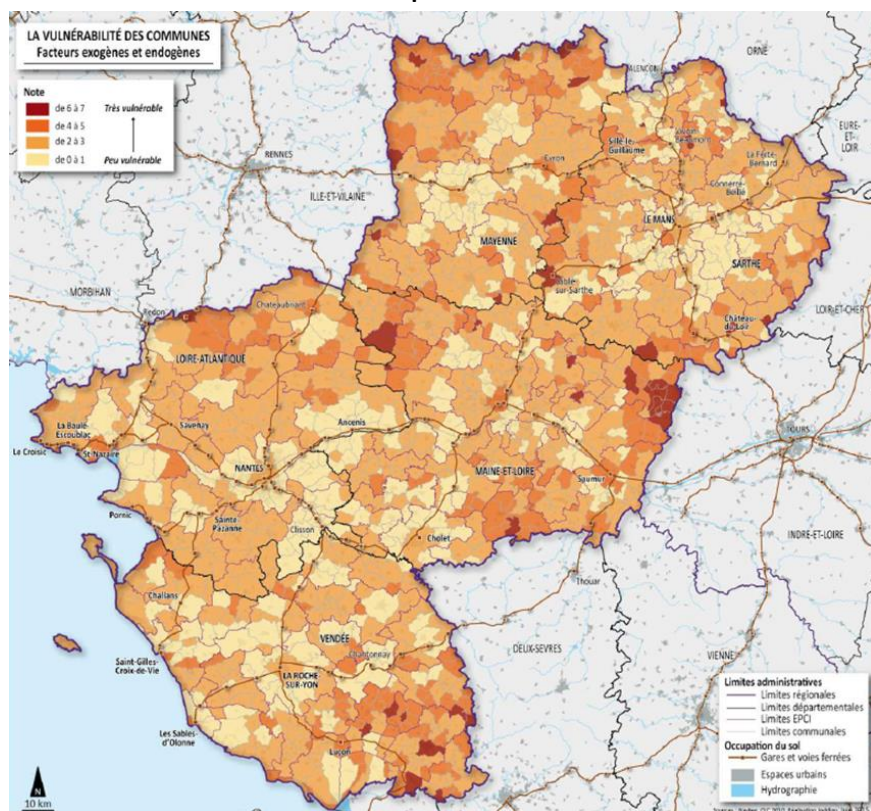 LA VULNÉRABILITÉ DES COMMUNES
Facteurs exogènes et endogènes
Note
de 6 à 7
Très vulnérable
de 4 à 5
de 2 à 3
de 0 à 1
Peu vulnérable
ORNE
ALENCON
EURE-
ET-
LOIR
RENNES
ILLE-ET-VILAINE
Evron
Sillé-le-
Guillaume
La Ferté-
Bernard
Connerré-
Beillé
LE MANS
MAYENNE
SARTHE
Sablé-
sur-Sarthe
MORBIHAN
Redon
Chateaubriant
LOIR-ET-CHER
Château-
du-Loir
LOIRE-ATLANTIQUE
La Baule-
Escoublac
Savenay
Ancenis
Le Croisic
St-Nazaire
NANTES
TOURS
MAINE-ET-LOIRE
Saumur
Pornic
Sainte-
Pazanne
Clisson
Cholet
INDRE-ET-LOIRE
Thouar
Challans
VENDÉE
DEUX-SEVRES
Chantonnay
VIENNE
Saint-Gilles-
Croix-de-Vie
LA ROCHE-
SUR-YON
Les Sables-
d'Olonne
Luçon
Limites administratives
Limites régionales
Limites départementales
Limites EPCI
Limites communales
Occupation du sol
Gares et voies ferrées
Espaces urbains
Hydrographie
N
10 km